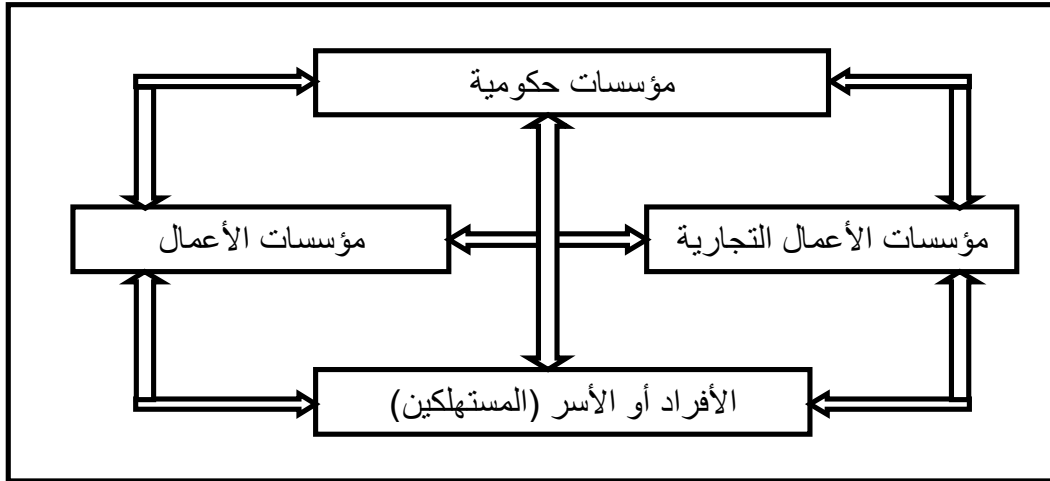 مؤسسات حكومية
مؤسسات الأعمال التجارية
مؤسسات الأعمال
الأفراد أو الأسر (المستهلكين)